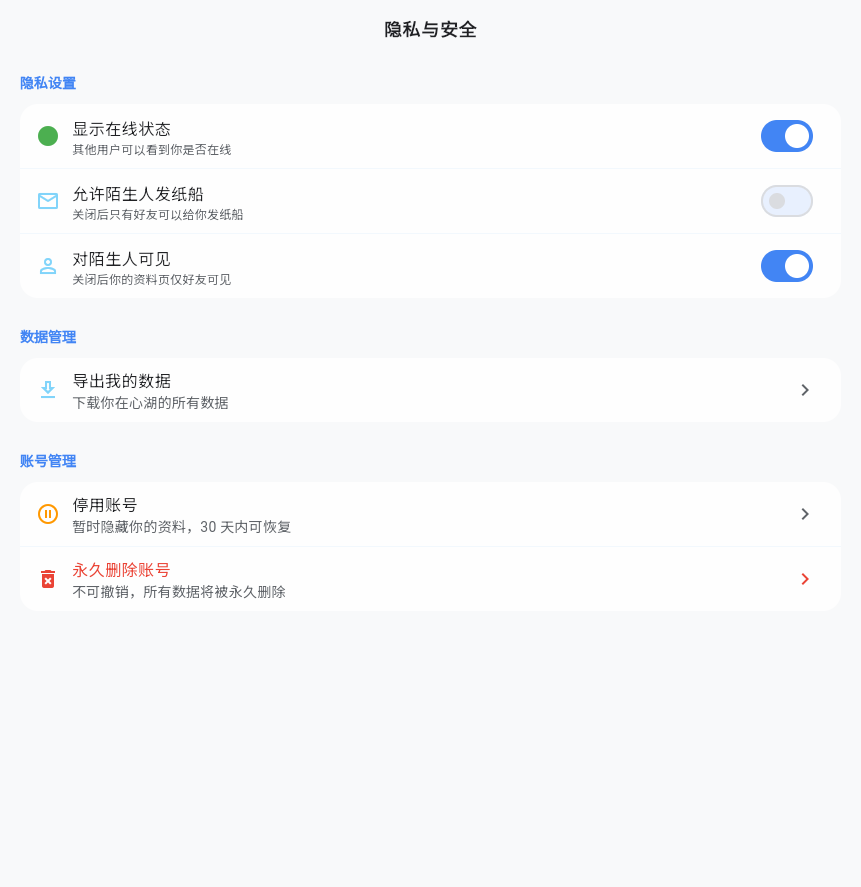 隐私与安全
隐私设置
显示在线状态
其他用户可以看到你是否在线
允许陌生人发纸船
关闭后只有好友可以给你发纸船
对陌生人可见
关闭后你的资料页仅好友可见
数据管理
导出我的数据
下载你在心湖的所有数据
账号管理
停用账号
暂时隐藏你的资料，30 天内可恢复
永久删除账号
不可撤销，所有数据将被永久删除